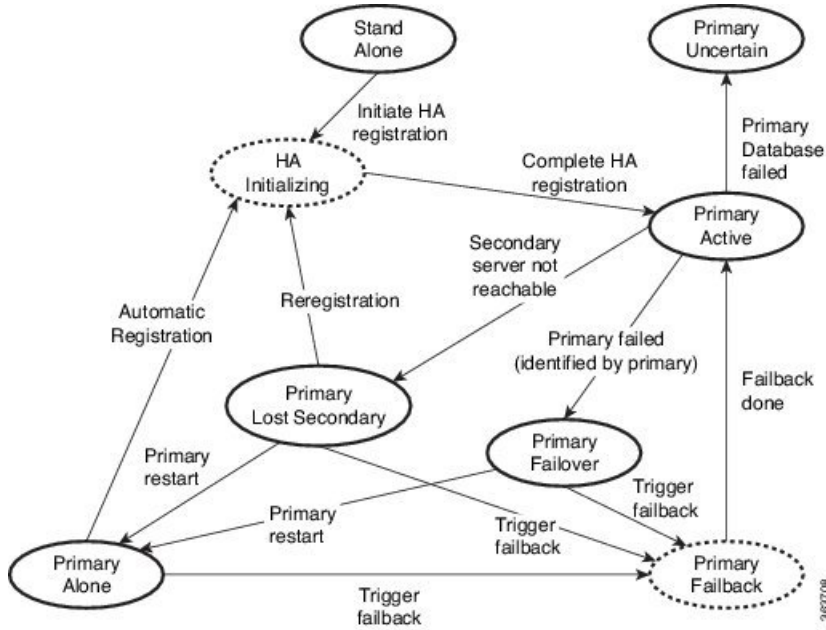 Stand
Alone
Primary
Uncertain
Initiate HA
registration
Primary
Database
failed
HA
Initializing
Complete HA
registration
Primary
Active
Secondary
server not
reachable
Automatic
Registration
Reregistration
Primary failed
(identified by primary)
Failback
done
Primary
Lost Secondary
Primary
Failover
Primary
restart
Primary
restart
Trigger
failback
Trigger
failback
Primary
Alone
Primary
Failback
Trigger
failback
362708